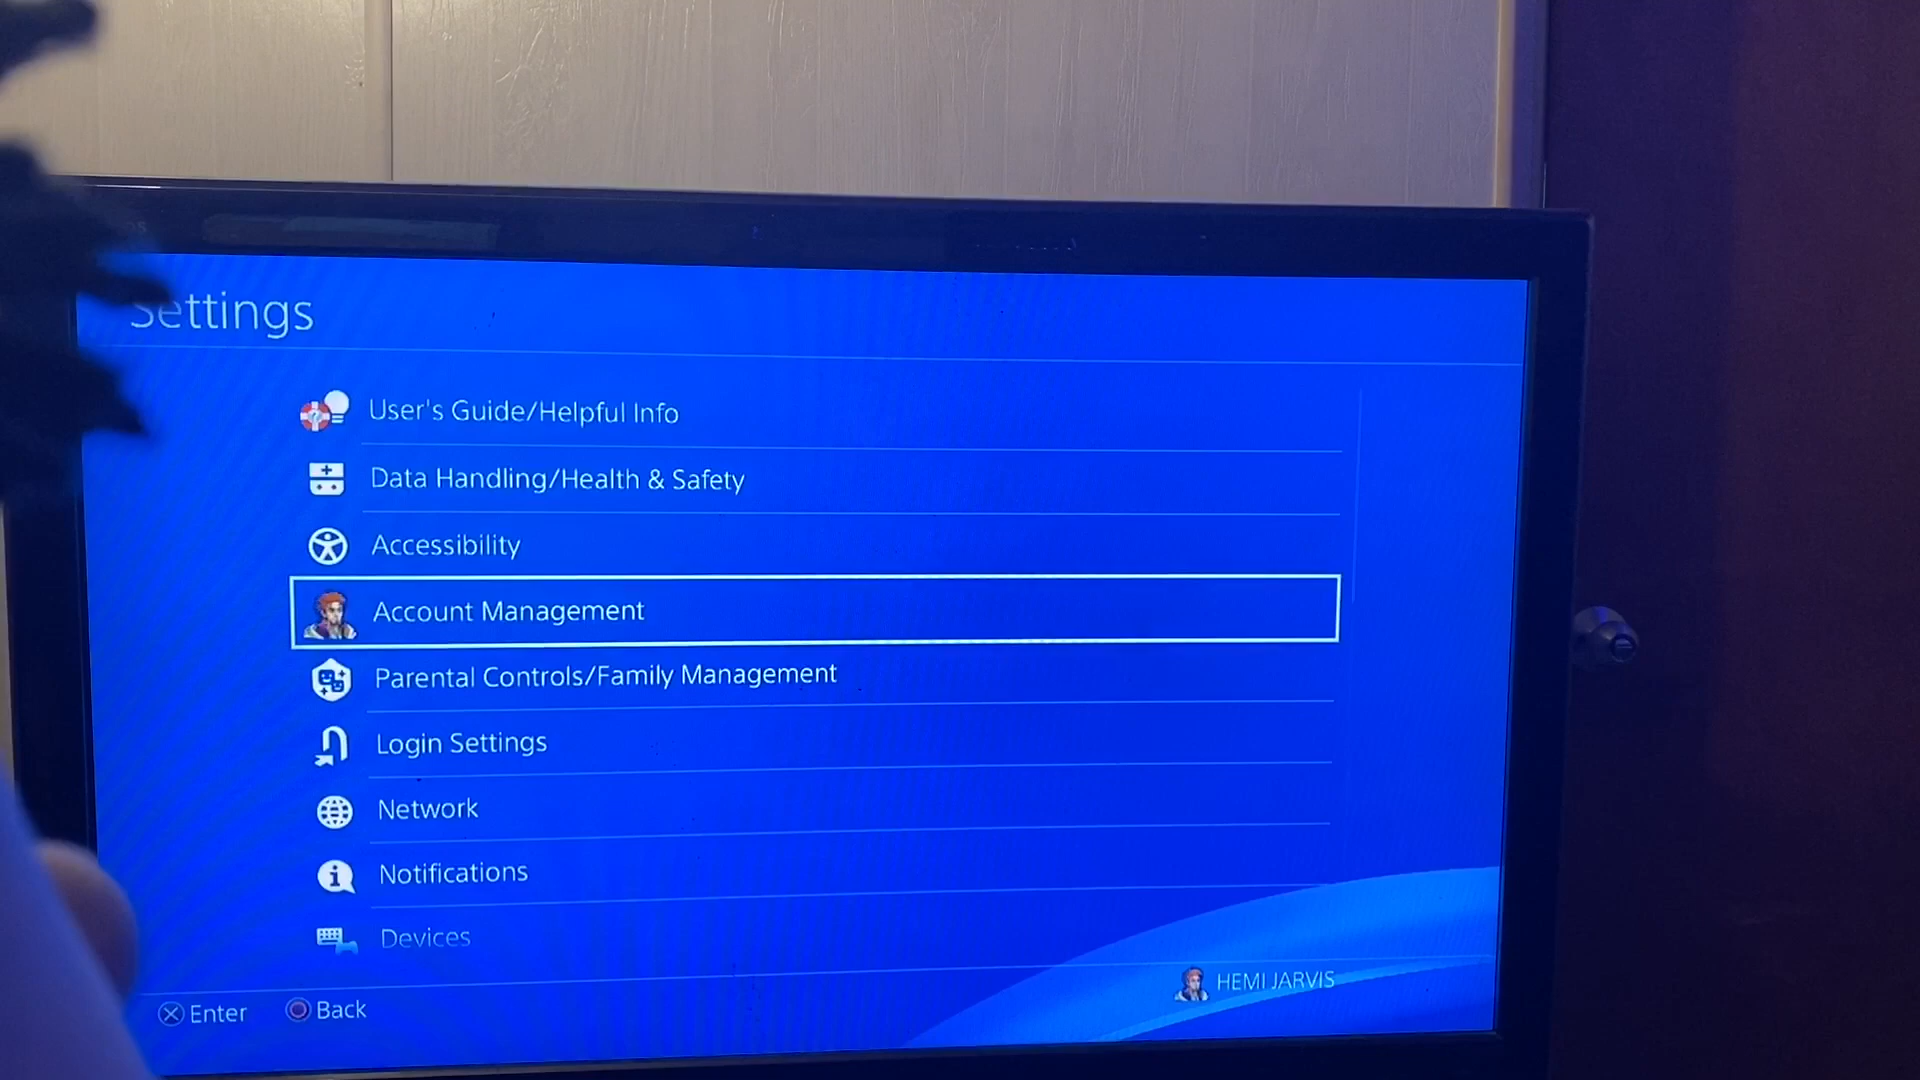 Settings
User's Guide/Helpful Info
Data Handling/Health & Safety
Accessibility
Account Management
Parental Controls/Family Management
Login Settings
Network
Notifications
Devices
HEMI JARVIS
Enter Back